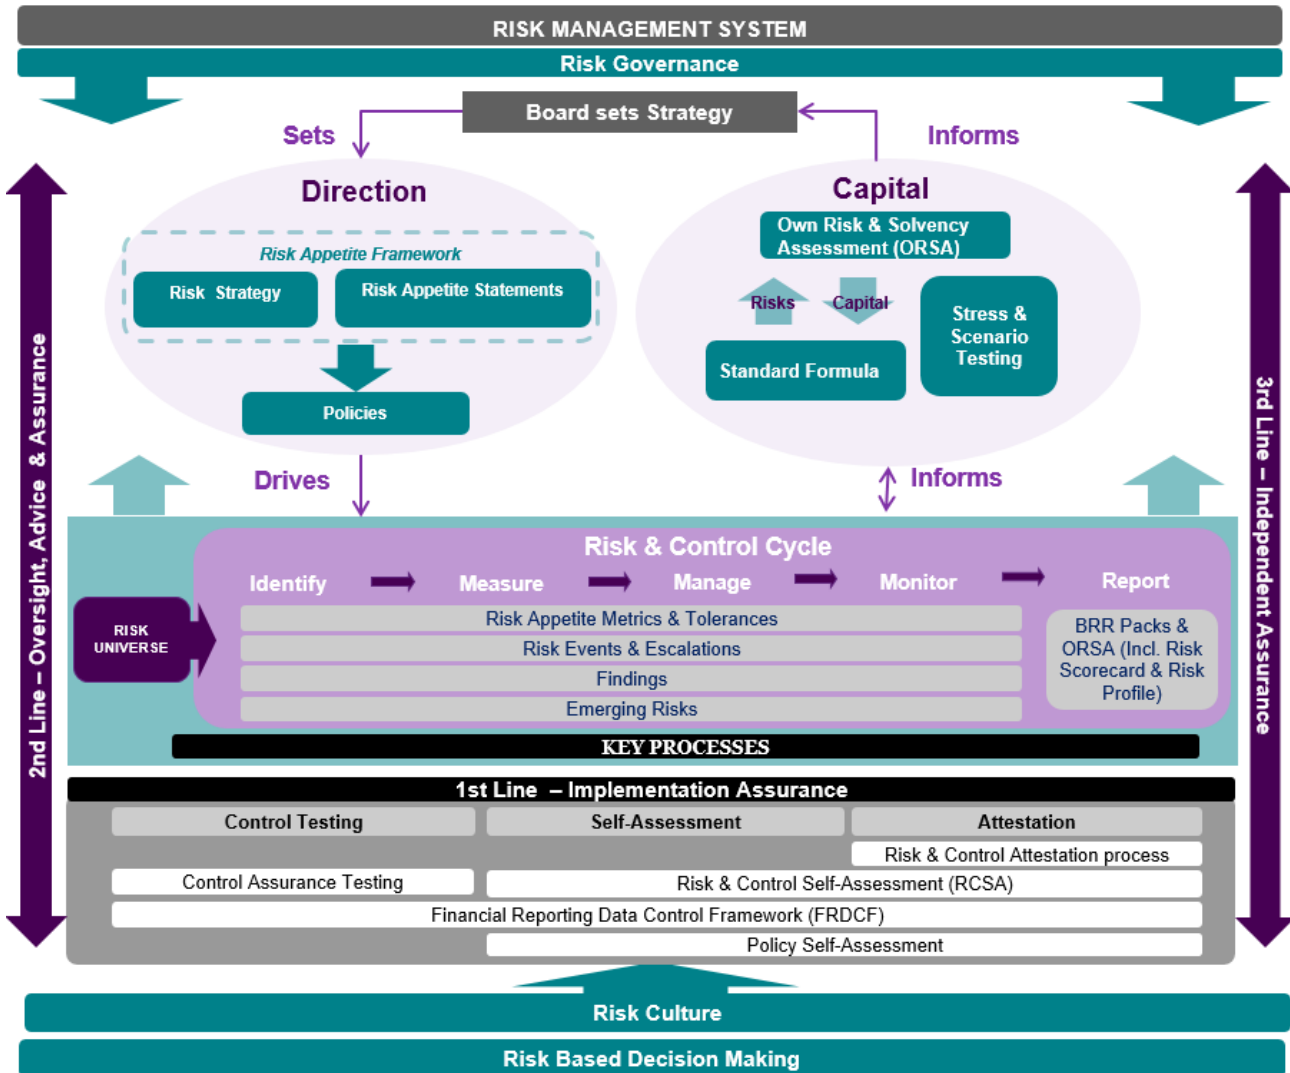 RISK MANAGEMENT SYSTEM
Risk Governance
Board sets Strategy
Sets
Informs
Direction
Risk Appetite Framework
Risk Strategy
Risk Appetite Statements
Policies
Capital
Own Risk & Solvency
Assessment (ORSA)
Risks
Capital
Standard Formula
Stress &
Scenario
Testing
Drives
Informs
2nd Line – Oversight, Advice & Assurance
3rd Line – Independent Assurance
Risk & Control Cycle
Identify
Measure
Manage
Monitor
Report
RISK
UNIVERSE
Risk Appetite Metrics & Tolerances
Risk Events & Escalations
Findings
Emerging Risks
BRR Packs &
ORSA (Incl. Risk
Scorecard & Risk
Profile)
KEY PROCESSES
1st Line – Implementation Assurance
Control Testing
Self-Assessment
Attestation
Risk & Control Attestation process
Control Assurance Testing
Risk & Control Self-Assessment (RCSA)
Financial Reporting Data Control Framework (FRDCF)
Policy Self-Assessment
Risk Culture
Risk Based Decision Making